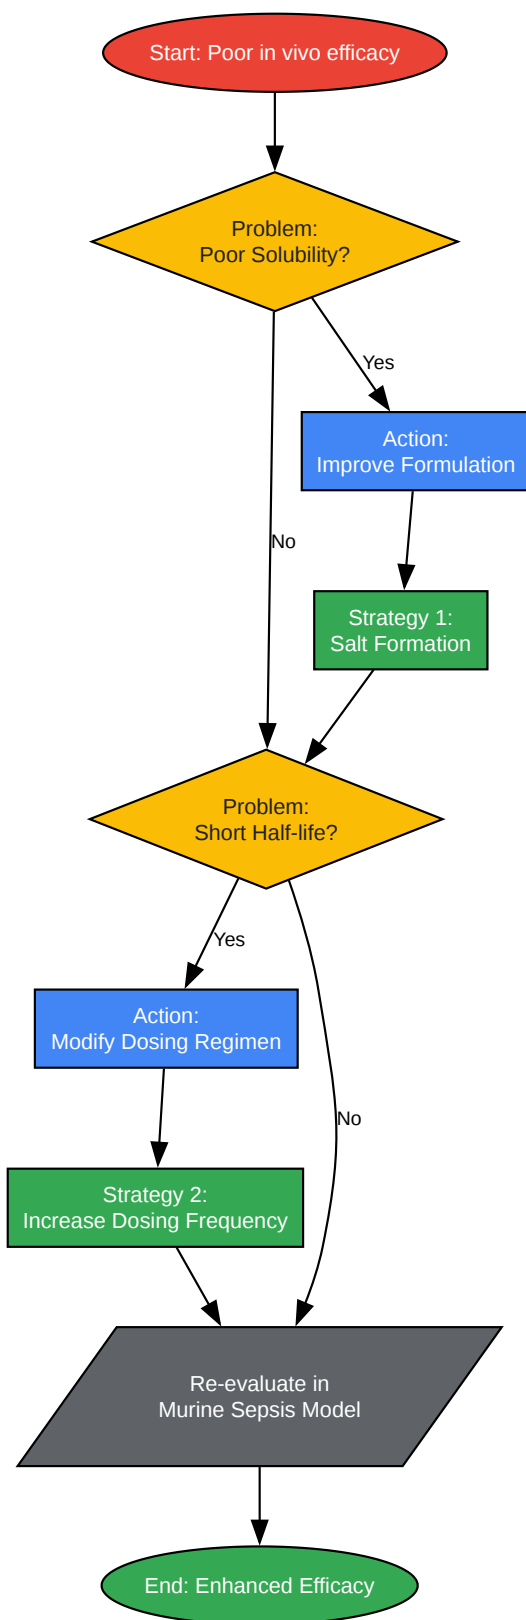 Start: Poor in vivo efficacy
Problem:
Poor Solubility?
Yes
Action:
Improve Formulation
No
Strategy 1:
Salt Formation
Problem:
Short Half-life?
Yes
Action:
Modify Dosing Regimen
No
Strategy 2:
Increase Dosing Frequency
Re-evaluate in
Murine Sepsis Model
End: Enhanced Efficacy